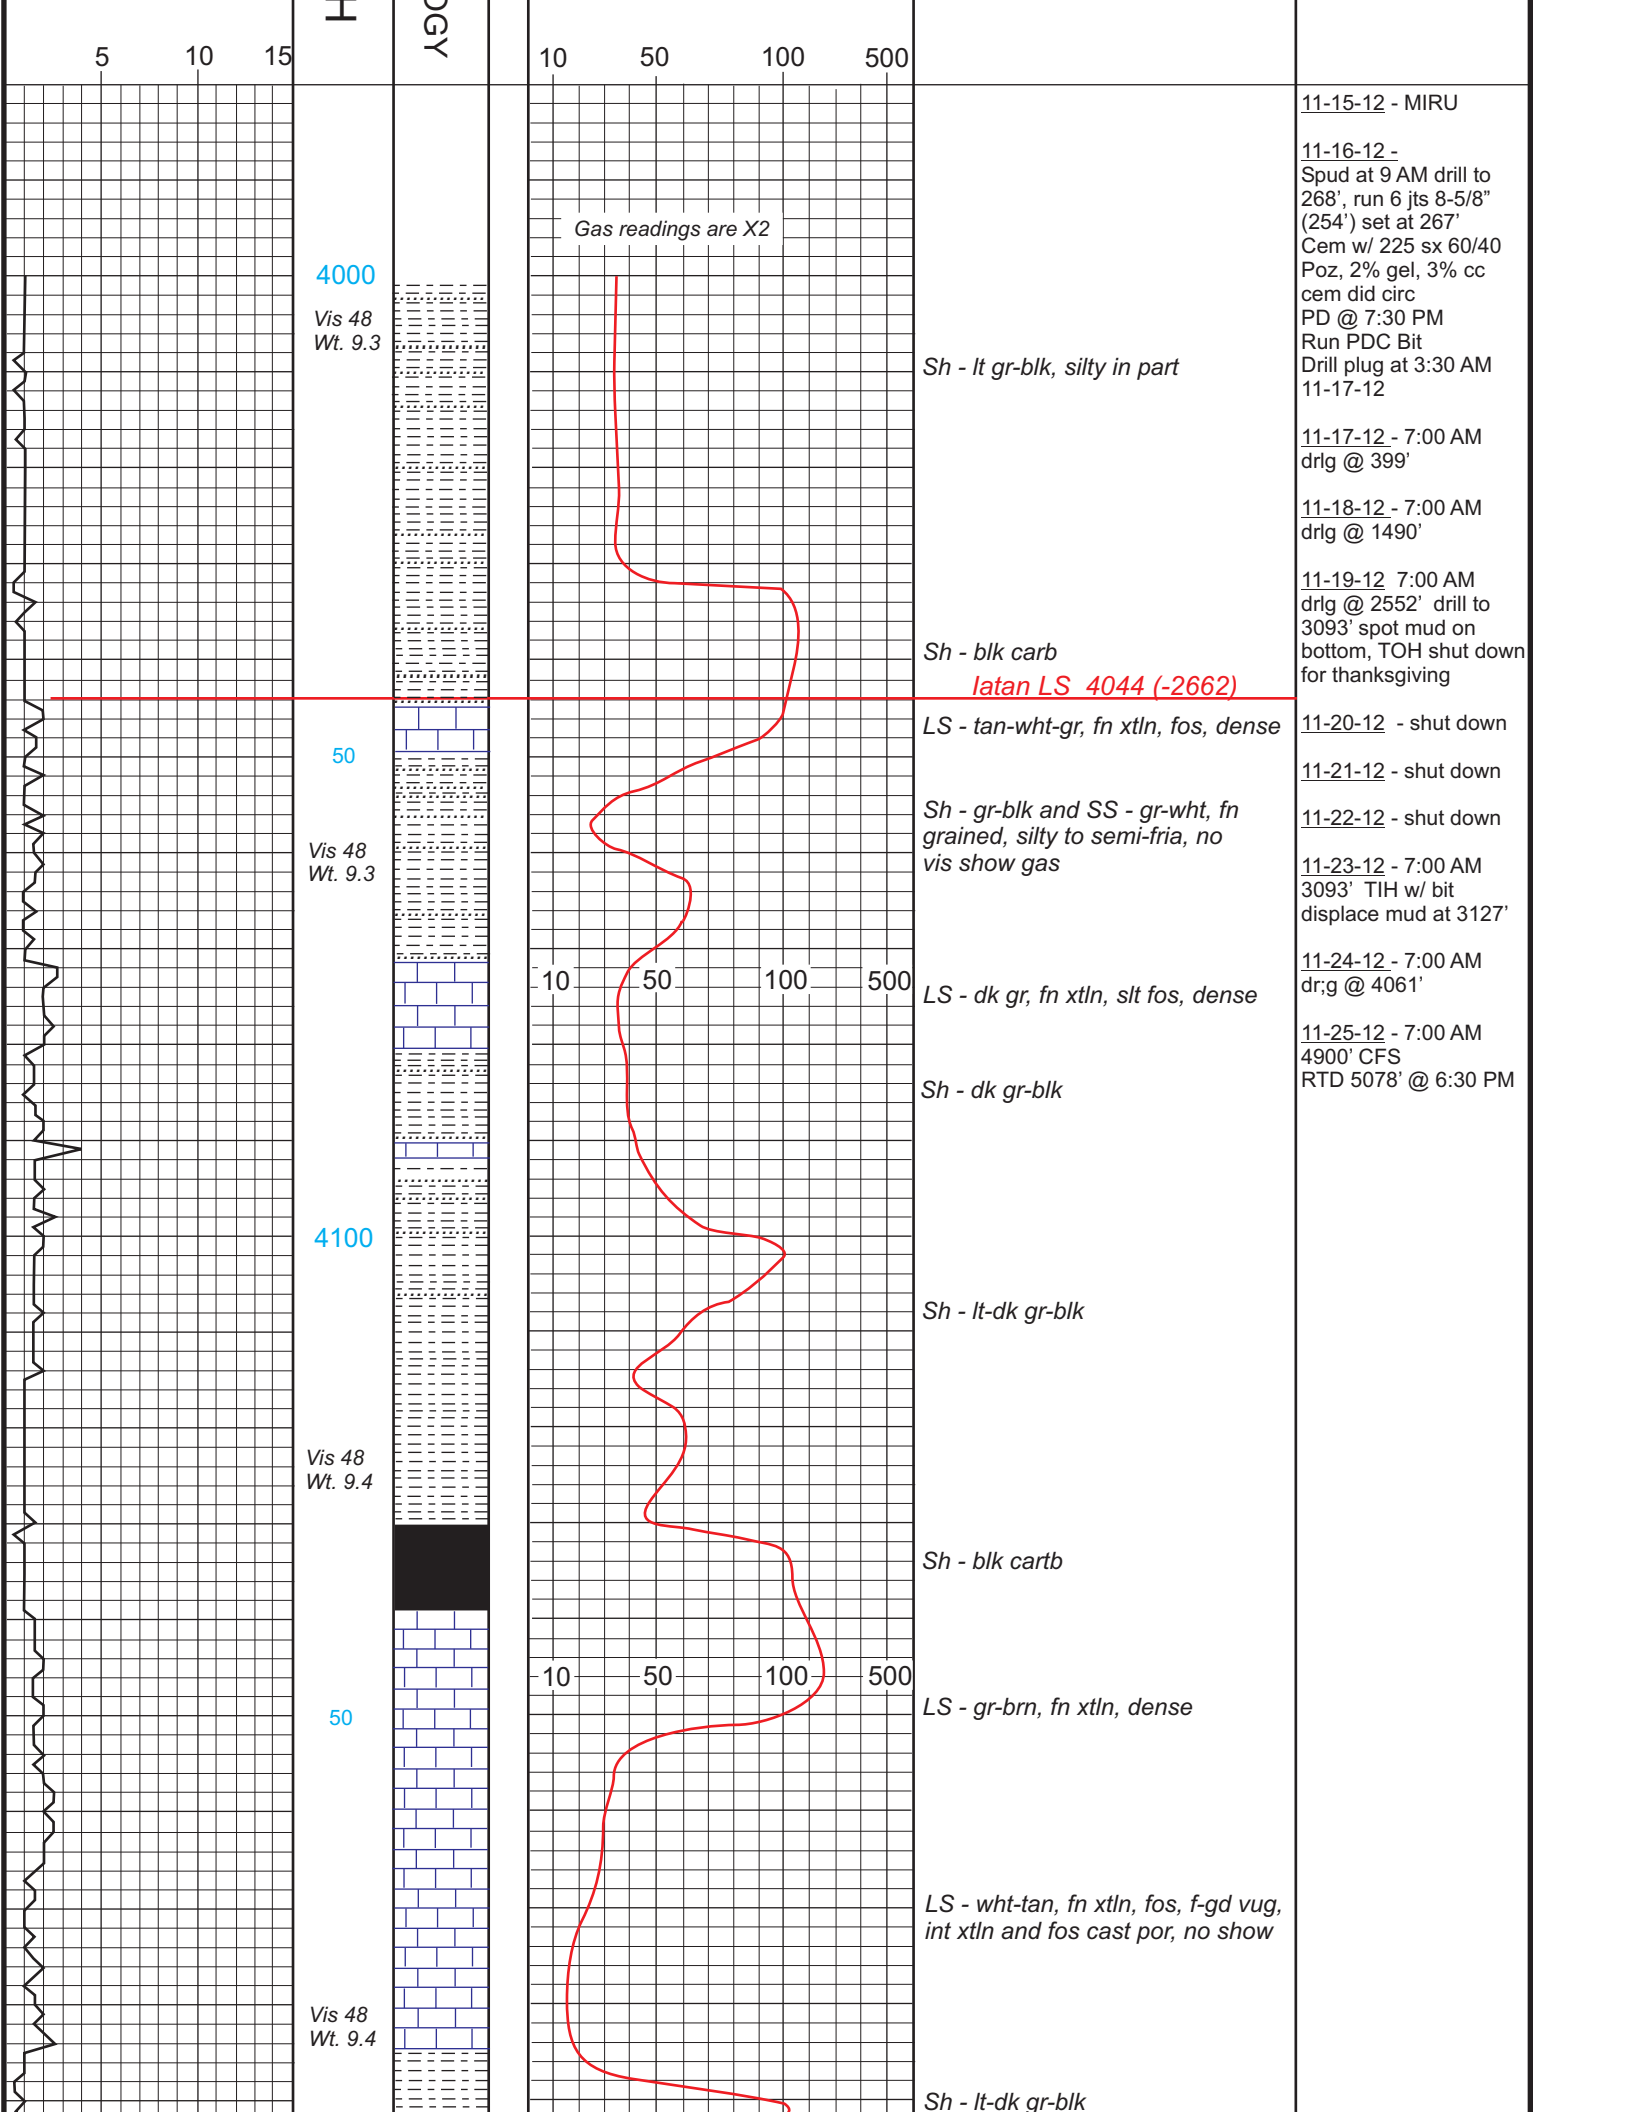 H
OGY
5 10 15
10 50 100 500
Gas readings are X2
4000
Vis 48
Wt. 9.3
50
Vis 48
Wt. 9.3
4100
Vis 48
Wt. 9.4
50
Vis 48
Wt. 9.4
10 50 100 500
10 50 100 500
Sh - lt gr-blk, silty in part
Sh - blk carb
Iatan LS 4044 (-2662)
LS - tan-wht-gr, fn xtln, fos, dense
Sh - gr-blk and SS - gr-wht, fn
grained, silty to semi-fria, no
vis show gas
LS - dk gr, fn xtln, slt fos, dense
Sh - dk gr-blk
Sh - lt-dk gr-blk
Sh - blk cartb
LS - gr-brn, fn xtln, dense
LS - wht-tan, fn xtln, fos, f-gd vug,
int xtln and fos cast por, no show
Sh - lt-dk gr-blk
11-15-12 - MIRU
11-16-12 -
Spud at 9 AM drill to
268’, run 6 jts 8-5/8”
(254’) set at 267’
Cem w/ 225 sx 60/40
Poz, 2% gel, 3% cc
cem did circ
PD @ 7:30 PM
Run PDC Bit
Drill plug at 3:30 AM
11-17-12
11-17-12 - 7:00 AM
drlg @ 399’
11-18-12 - 7:00 AM
drlg @ 1490’
11-19-12 7:00 AM
drlg @ 2552’ drill to
3093’ spot mud on
bottom, TOH shut down
for thanksgiving
11-20-12 - shut down
11-21-12 - shut down
11-22-12 - shut down
11-23-12 - 7:00 AM
3093’ TIH w/ bit
displace mud at 3127’
11-24-12 - 7:00 AM
dr;g @ 4061’
11-25-12 - 7:00 AM
4900’ CFS
RTD 5078’ @ 6:30 PM